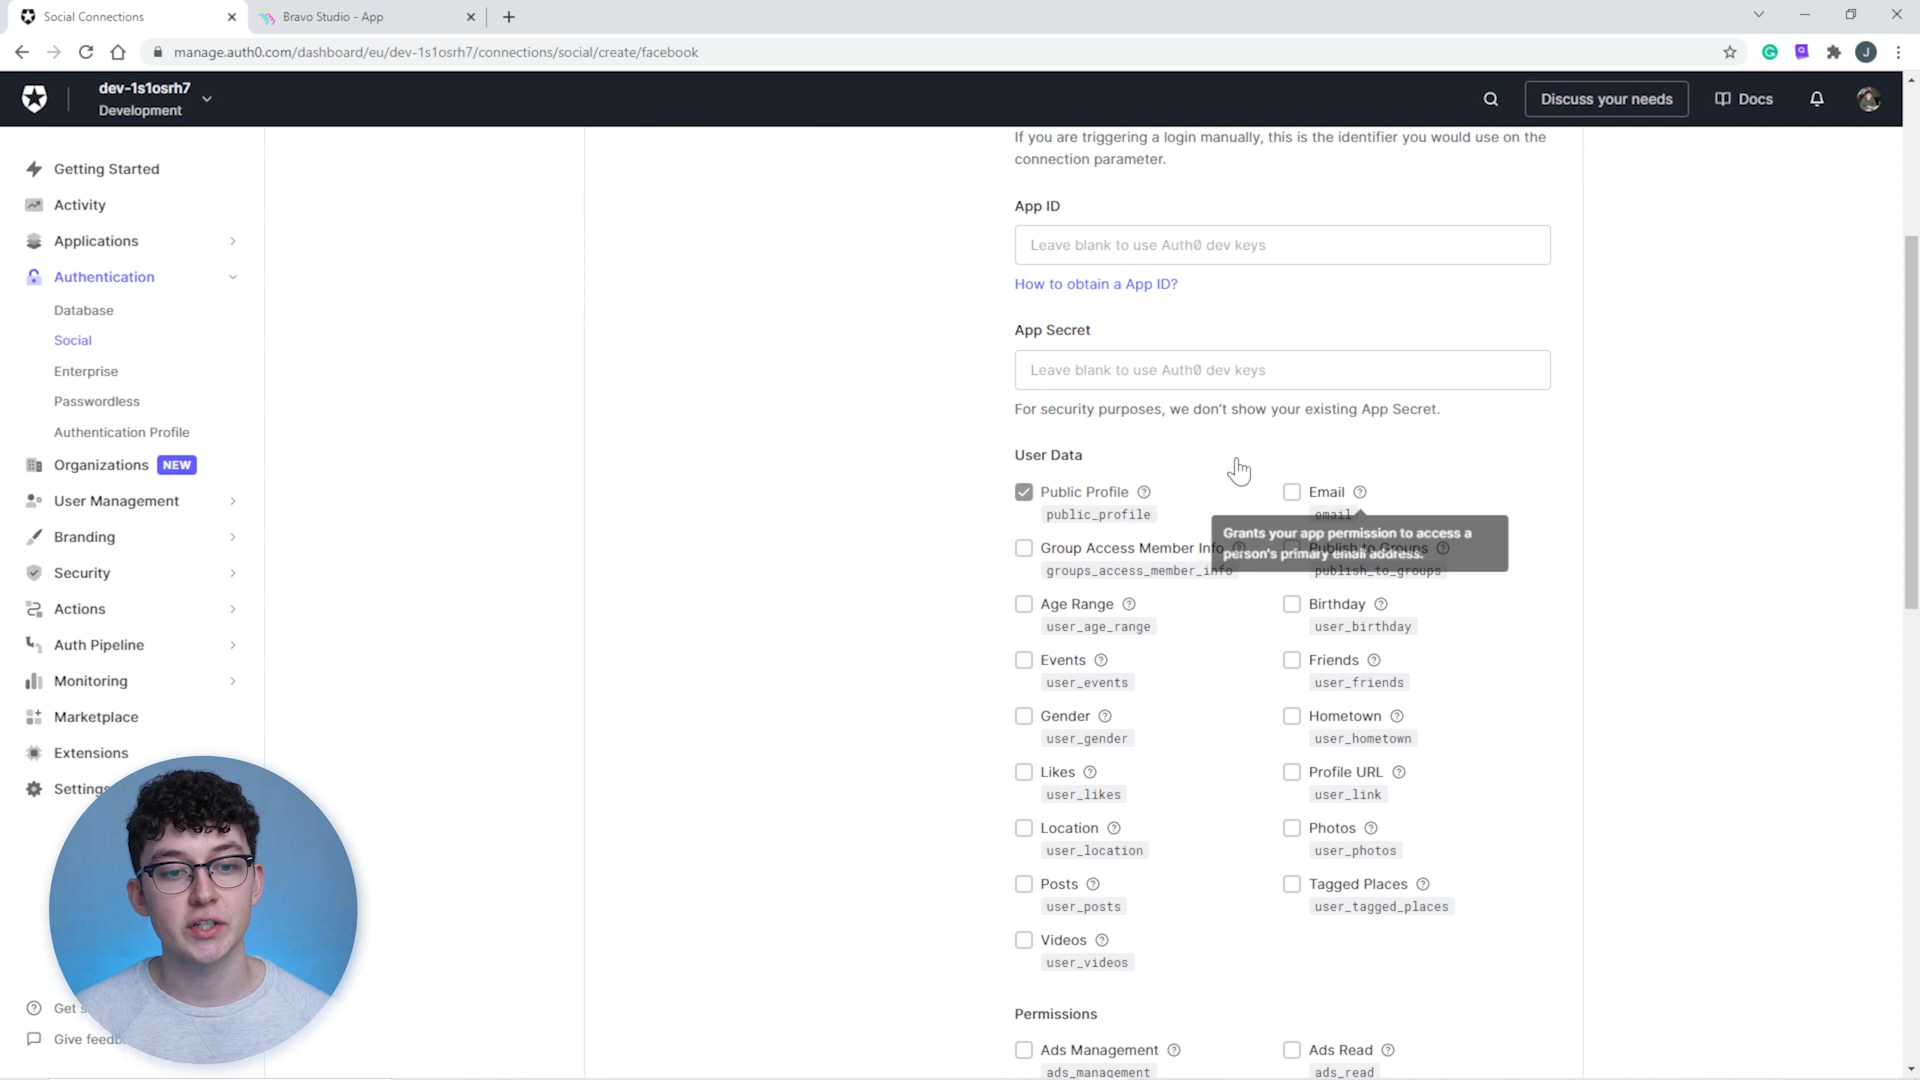 Social Connections
Bravo Studio - App
manage.auth0.com/dashboard/eu/dev-1s1osrh7/connections/social/create/facebook
J
dev-1s1osrh7
Development
Discuss your needs
Docs
Getting Started
Activity
Applications
Authentication
Database
Social
Enterprise
Passwordless
Authentication Profile
Organizations NEW
User Management
Branding
Security
Actions
Auth Pipeline
Monitoring
Marketplace
Extensions
Settings
Get
Give
If you are triggering a login manually, this is the identifier you would use on the
connection parameter.
App ID
Leave blank to use Auth0 dev keys
How to obtain a App ID?
App Secret
Leave blank to use Auth0 dev keys
For security purposes, we don't show your existing App Secret.
User Data
Public Profile
public_profile
Email
email
Grants your app permission to access a
person's primary email address.
Group Access Member Info
groups_access_member_info
Publish to Groups
publish_to_groups
Age Range
user_age_range
Birthday
user_birthday
Events
user_events
Friends
user_friends
Gender
user_gender
Hometown
user_hometown
Likes
user_likes
Profile URL
user_link
Location
user_location
Photos
user_photos
Posts
user_posts
Tagged Places
user_tagged_places
Videos
user_videos
Permissions
Ads Management
ads_management
Ads Read
ads_read